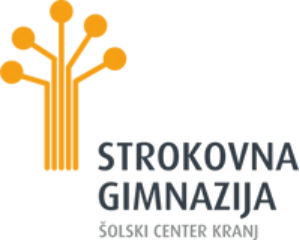 STROKOVNA
GIMNAZIJA
ŠOLSKI CENTER KRANJ